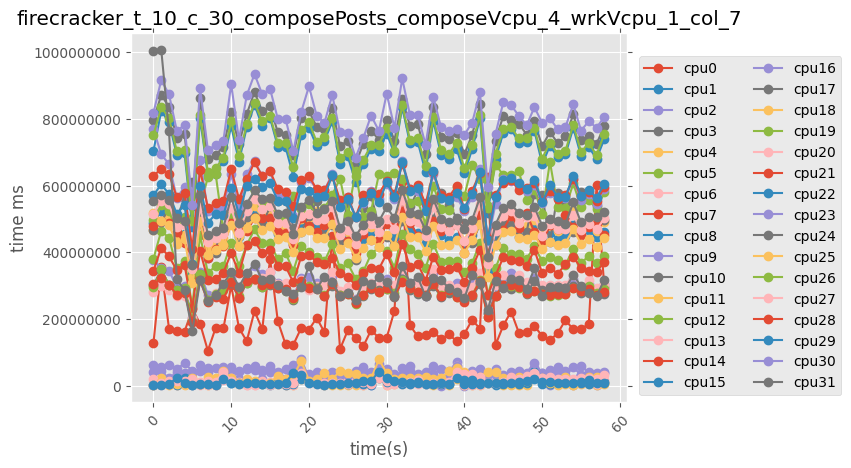 firecracker_t_10_c_30_composePosts_composeVcpu_4_wrkVcpu_1_col_7
1000000000
800000000
600000000
400000000
200000000
0
time ms
0
10
20
30
40
50
60
time(s)
cpu0
cpu1
cpu2
cpu3
cpu4
cpu5
cpu6
cpu7
cpu8
cpu9
cpu10
cpu11
cpu12
cpu13
cpu14
cpu15
cpu16
cpu17
cpu18
cpu19
cpu20
cpu21
cpu22
cpu23
cpu24
cpu25
cpu26
cpu27
cpu28
cpu29
cpu30
cpu31